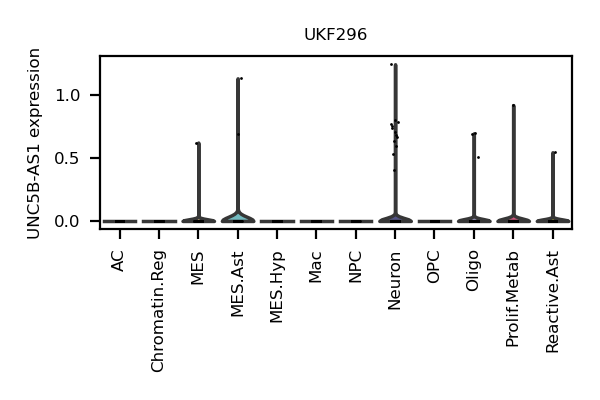 UKF296
UNC5B-AS1 expression
1.0
0.5
0.0
AC
Chromatin.Reg
MES
MES.Ast
MES.Hyp
Mac
NPC
Neuron
OPC
Oligo
Prolif.Metab
Reactive.Ast